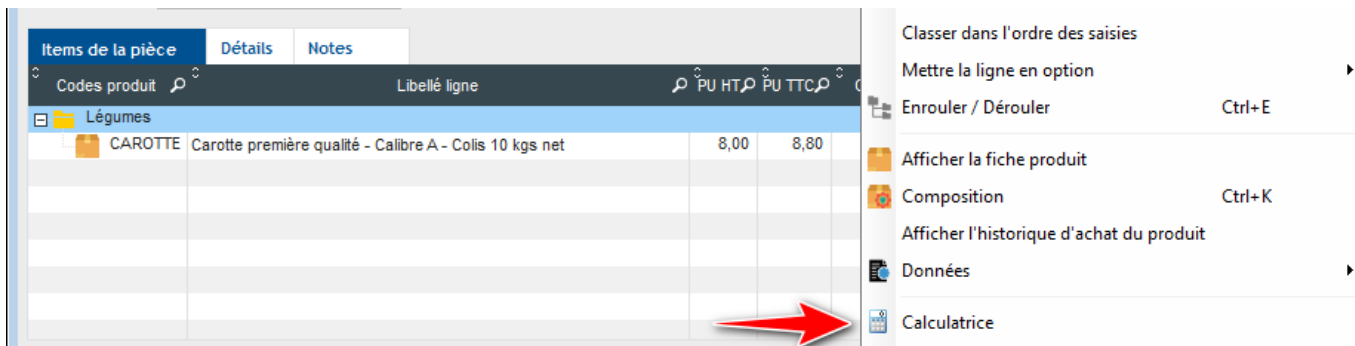 Items de la pièce Détails Notes
Codes produit Libellé ligne PU HT PU TTC
Légumes
CAROTTE Carotte première qualité - Calibre A - Colis 10 kgs net 8,00 8,80
Classer dans l'ordre des saisies
Mettre la ligne en option
Enrouler / Dérouler Ctrl+E
Afficher la fiche produit
Composition Ctrl+K
Afficher l'historique d'achat du produit
Données
Calculatrice